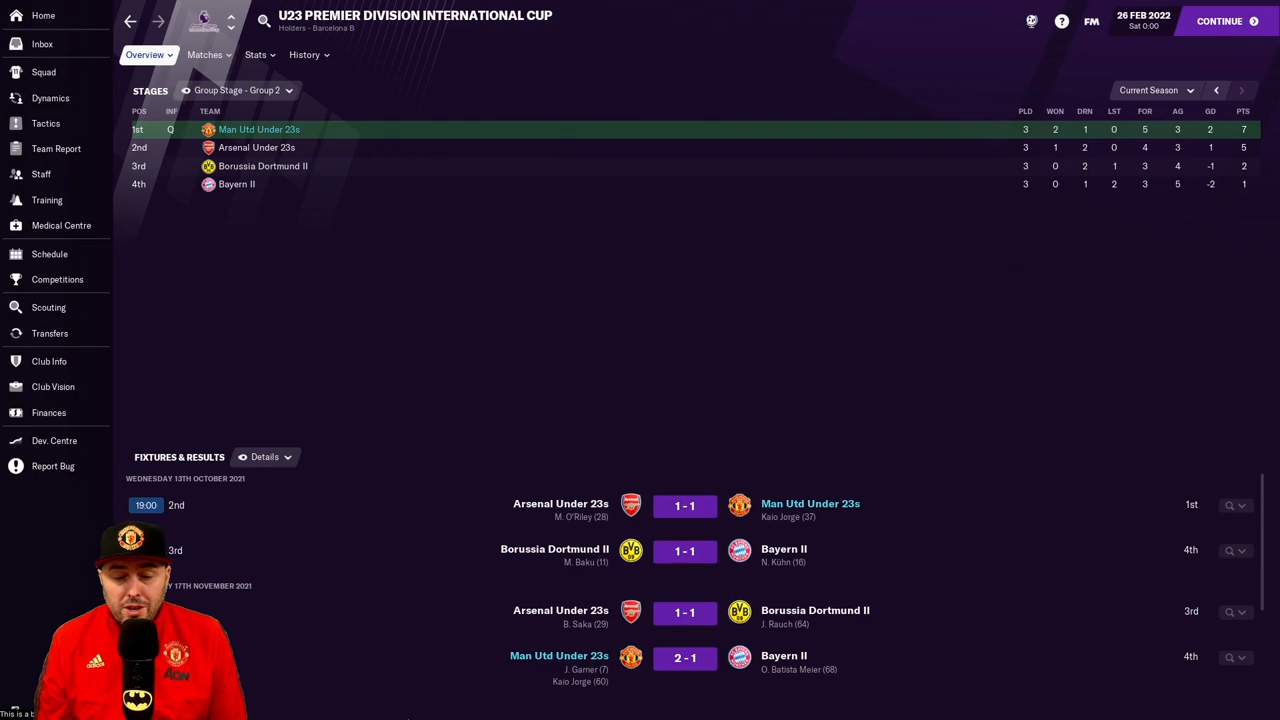 Home
Inbox
Squad
Dynamics
Tactics
Team Report
Staff
Training
Medical Centre
Schedule
Competitions
Scouting
Transfers
Club Info
Club Vision
Finances
Dev. Centre
Report Bug
U23 PREMIER DIVISION INTERNATIONAL CUP
Holders - Barcelona B
FM
26 FEB 2022
Sat 0:00
CONTINUE
Overview Matches Stats History
STAGES Group Stage - Group 2 Current Season
POS INF TEAM PLD WON DRN LST FOR AG GD PTS
1st Q Man Utd Under 23s 3 2 1 0 5 3 2 7
2nd Arsenal Under 23s 3 1 2 0 4 3 1 5
3rd Borussia Dortmund II 3 0 2 1 3 4 -1 2
4th Bayern II 3 0 1 2 3 5 -2 1
FIXTURES & RESULTS Details
WEDNESDAY 13TH OCTOBER 2021
19:00 2nd Arsenal Under 23s 1 - 1 Man Utd Under 23s 1st
M. O'Riley (28) Kaio Jorge (37)
3rd Borussia Dortmund II 1 - 1 Bayern II 4th
M. Baku (11) N. Kühn (16)
17TH NOVEMBER 2021
Arsenal Under 23s 1 - 1 Borussia Dortmund II 3rd
B. Saka (29) J. Rauch (64)
Man Utd Under 23s 2 - 1 Bayern II 4th
J. Garner (7) O. Batista Meier (68)
Kaio Jorge (60)
adidas
AON
This is a b